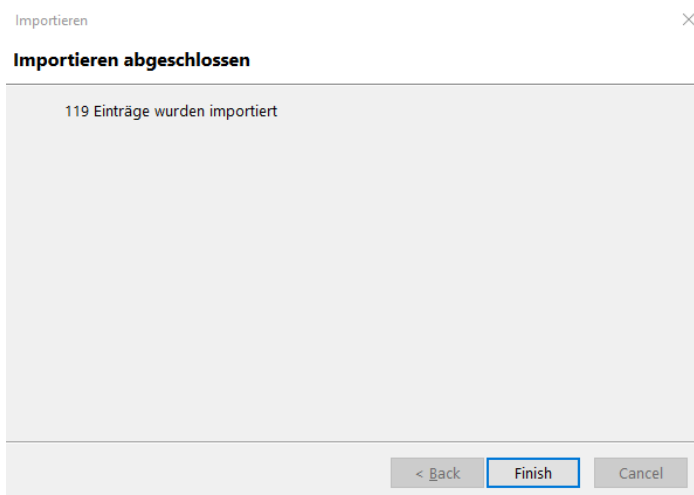 Importieren
Importieren abgeschlossen
119 Einträge wurden importiert
< Back Finish Cancel